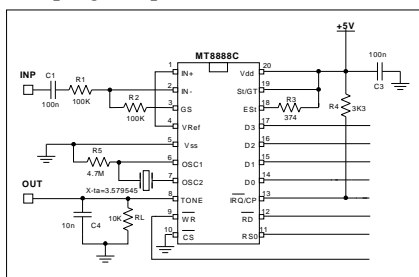 +5V
MT8888C
INP
C1
100n
R1
100K
R2
100K
1 IN+
2 IN-
3 GS
4 VRef
5 Vss
6 OSC1
7 OSC2
8 TONE
9 WR
10 CS
Vdd 20
St/GT 19
ESt 18
D3 17
D2 16
D1 15
D0 14
IRQ/CP 13
RD 12
RS0 11
R3
374
R4
3K3
100n
C3
R5
4.7M
X-ta=3.579545
OUT
10n
C4
10K
RL